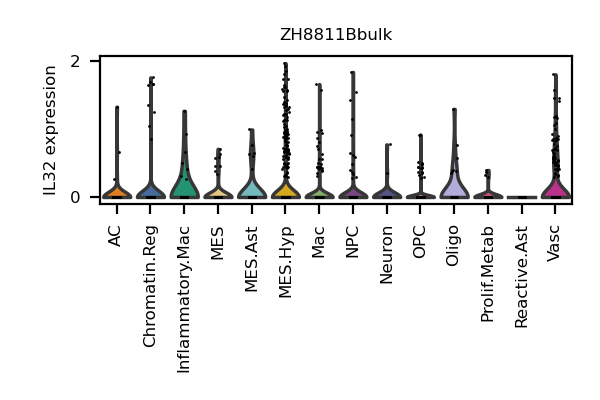 ZH8811Bbulk
IL32 expression
2
0
AC
Chromatin.Reg
Inflammatory.Mac
MES
MES.Ast
MES.Hyp
Mac
NPC
Neuron
OPC
Oligo
Prolif.Metab
Reactive.Ast
Vasc